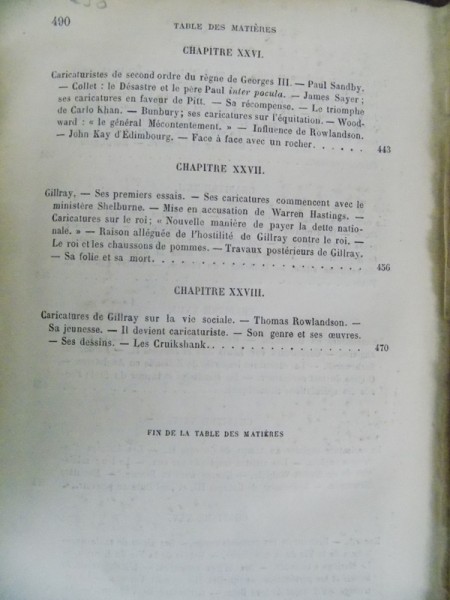 490
TABLE DES MATIÈRES
CHAPITRE XXVI.
Caricaturistes de second ordre du règne de Georges III. — Paul Sandby.
— Collet : le Désastre et le père Paul inter pocula. — James Sayer ;
ses caricatures en faveur de Pitt. — Sa récompense. — Le triomphe
de Carlo Khan. — Bunbury ; ses caricatures sur l'équitation. — Wood-
ward : « le général Mécontentement. » — Influence de Rowlandson.
— John Kay d'Edimbourg. — Face à face avec un rocher. . . . . . 443
CHAPITRE XXVII.
Gillray. — Ses premiers essais. — Ses caricatures commencent avec le
ministère Shelburne. — Mise en accusation de Warren Hastings. —
Caricatures sur le roi ; « Nouvelle manière de payer la dette natio-
nale. » — Raison alléguée de l'hostilité de Gillray contre le roi. —
Le roi et les chaussons de pommes. — Travaux postérieurs de Gillray.
— Sa folie et sa mort. . . . . . . . . . . . . . . . . . . . . 456
CHAPITRE XXVIII.
Caricatures de Gillray sur la vie sociale. — Thomas Rowlandson. —
Sa jeunesse. — Il devient caricaturiste. — Son genre et ses œuvres.
— Ses dessins. — Les Cruikshank. . . . . . . . . . . . . . . . 470
FIN DE LA TABLE DES MATIÈRES